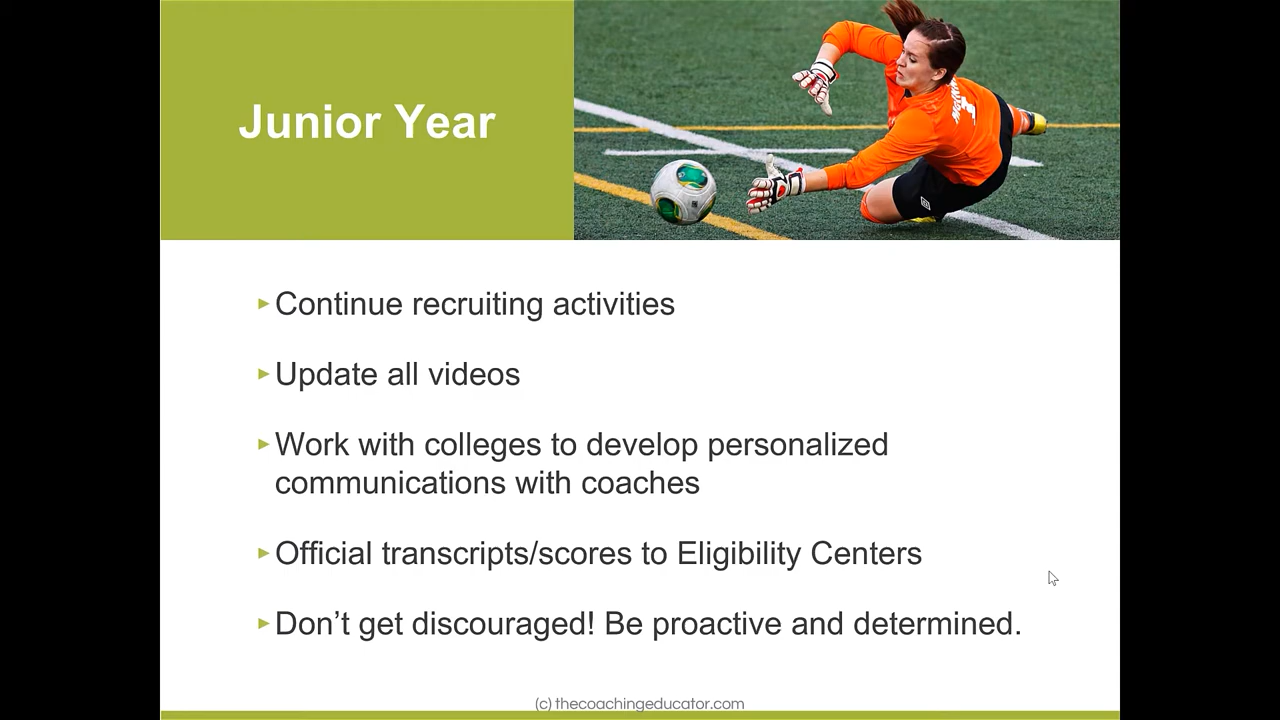 Junior Year
Continue recruiting activities
Update all videos
Work with colleges to develop personalized
communications with coaches
Official transcripts/scores to Eligibility Centers
Don’t get discouraged! Be proactive and determined.
(c) thecoachingeducator.com